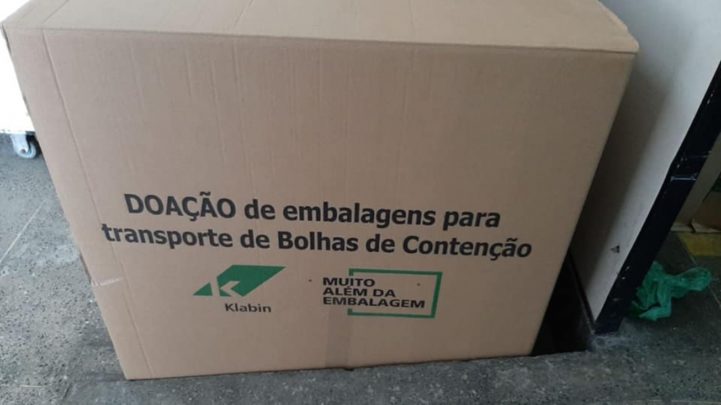 DOAÇÃO de embalagens para
transporte de Bolhas de Contenção
Klabin
MUITO
ALÉM DA
EMBALAGEM